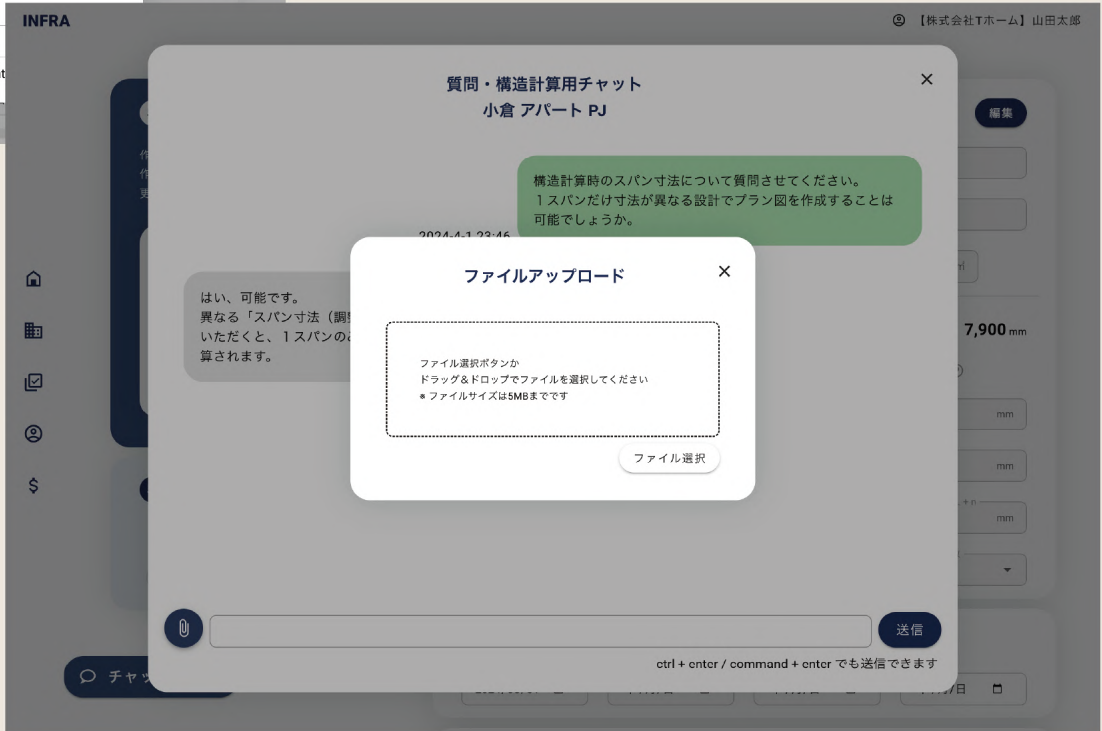 INFRA
【株式会社Tホーム】山田太郎
質問・構造計算用チャット
小倉 アパート PJ
編集
構造計算時のスパン寸法について質問させてください。
１スパンだけ寸法が異なる設計でプラン図を作成することは
可能でしょうか。
2024-4-1 23:46
はい、可能です。
異なる「スパン寸法（調整
いただくと、１スパンのみ
算されます。
ファイルアップロード
ファイル選択ボタンか
ドラッグ＆ドロップでファイルを選択してください
※ ファイルサイズは5MBまでです
ファイル選択
7,900 mm
mm
mm
mm
送信
ctrl + enter / command + enter でも送信できます
チャッ